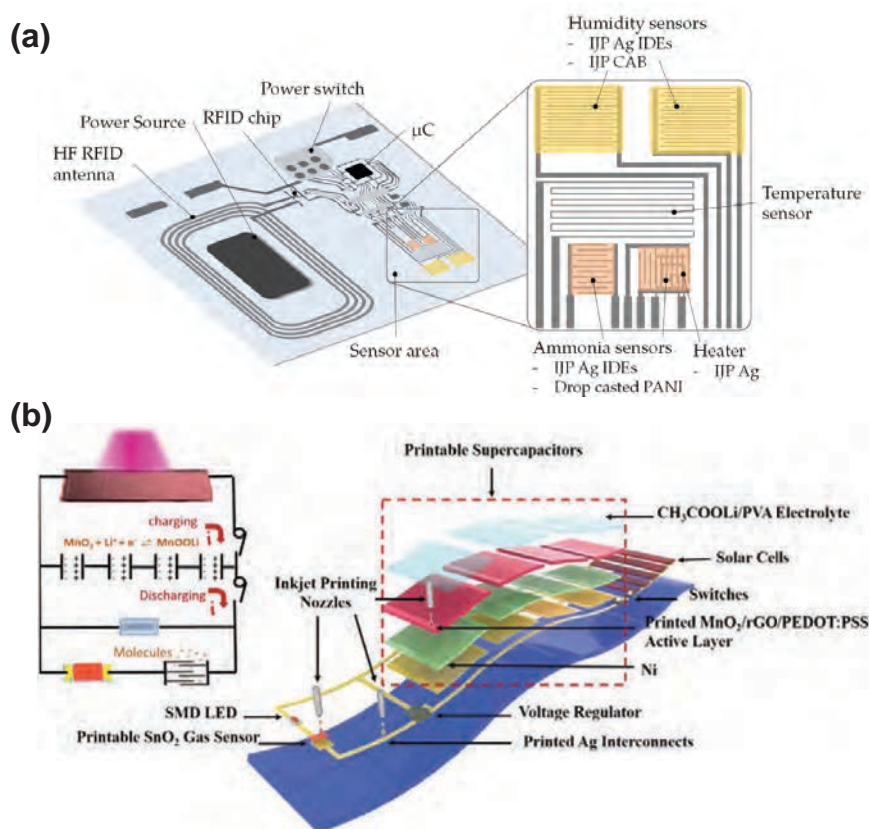 (a)
Humidity sensors
- IJP Ag IDEs
- IJP CAB
Power switch
RFID chip
Power Source
µC
HF RFID
antenna
Temperature
sensor
Sensor area
Ammonia sensors
- IJP Ag IDEs
- Drop casted PANI
Heater
- IJP Ag
(b)
Printable Supercapacitors
CH₃COOLi/PVA Electrolyte
charging
Solar Cells
MnO₂ + Li⁺ + e⁻ ⇌ MnOOLi
Inkjet Printing
Nozzles
Switches
Discharging
Printed MnO₂/rGO/PEDOT:PSS
Active Layer
Molecules
Ni
SMD LED
Voltage Regulator
Printable SnO₂ Gas Sensor
Printed Ag Interconnects